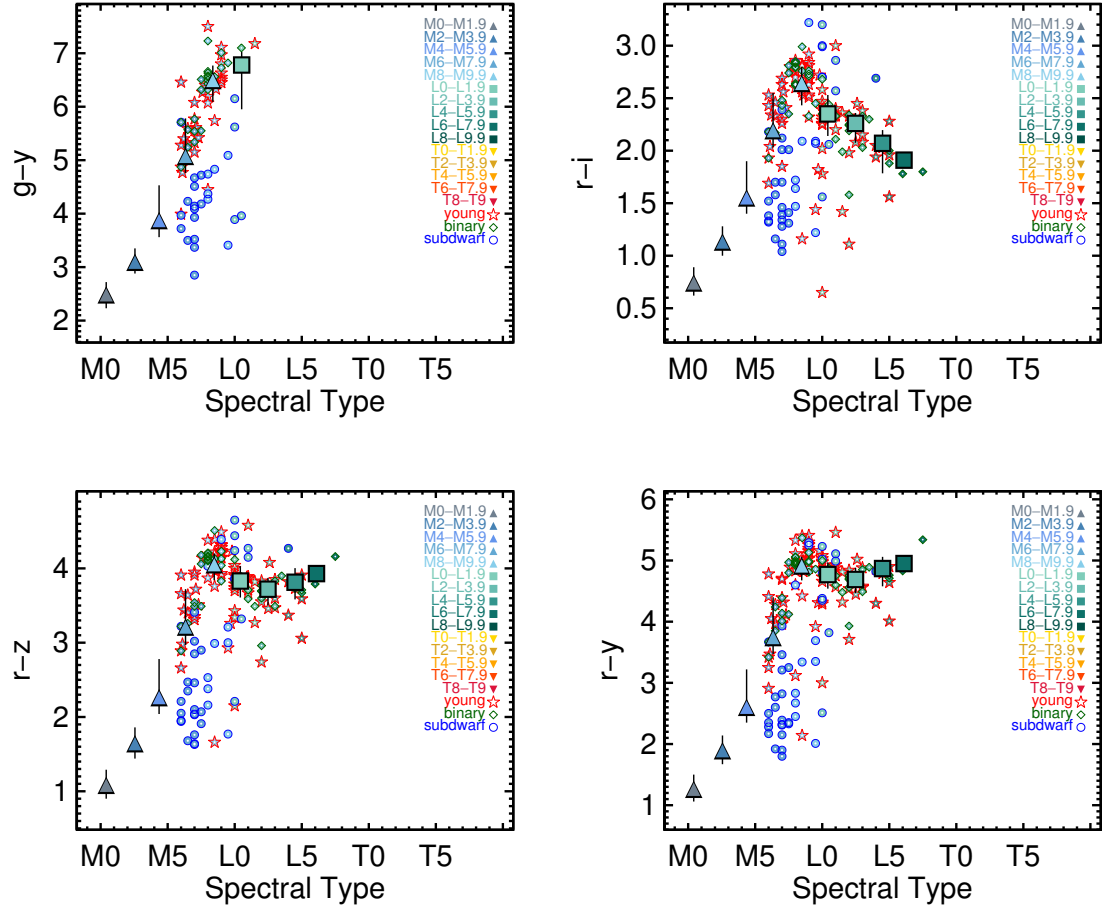 g−y
7
6
5
4
3
2
M0 M5 L0 L5 T0 T5
Spectral Type
M0−M1.9
M2−M3.9
M4−M5.9
M6−M7.9
M8−M9.9
L0−L1.9
L2−L3.9
L4−L5.9
L6−L7.9
L8−L9.9
T0−T1.9
T2−T3.9
T4−T5.9
T6−T7.9
T8−T9
young
binary
subdwarf
r−i
3.0
2.5
2.0
1.5
1.0
0.5
M0 M5 L0 L5 T0 T5
Spectral Type
M0−M1.9
M2−M3.9
M4−M5.9
M6−M7.9
M8−M9.9
L0−L1.9
L2−L3.9
L4−L5.9
L6−L7.9
L8−L9.9
T0−T1.9
T2−T3.9
T4−T5.9
T6−T7.9
T8−T9
young
binary
subdwarf
r−z
4
3
2
1
M0 M5 L0 L5 T0 T5
Spectral Type
M0−M1.9
M2−M3.9
M4−M5.9
M6−M7.9
M8−M9.9
L0−L1.9
L2−L3.9
L4−L5.9
L6−L7.9
L8−L9.9
T0−T1.9
T2−T3.9
T4−T5.9
T6−T7.9
T8−T9
young
binary
subdwarf
r−y
6
5
4
3
2
1
M0 M5 L0 L5 T0 T5
Spectral Type
M0−M1.9
M2−M3.9
M4−M5.9
M6−M7.9
M8−M9.9
L0−L1.9
L2−L3.9
L4−L5.9
L6−L7.9
L8−L9.9
T0−T1.9
T2−T3.9
T4−T5.9
T6−T7.9
T8−T9
young
binary
subdwarf